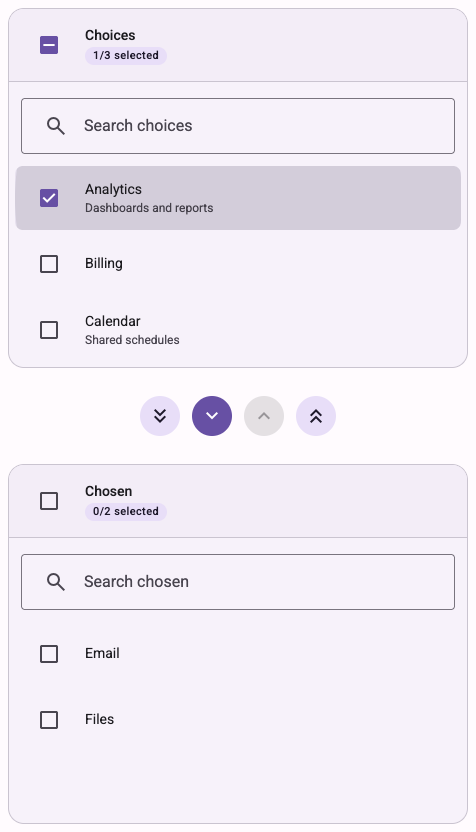 Choices
1/3 selected
Search choices
Analytics
Dashboards and reports
Billing
Calendar
Shared schedules
Chosen
0/2 selected
Search chosen
Email
Files